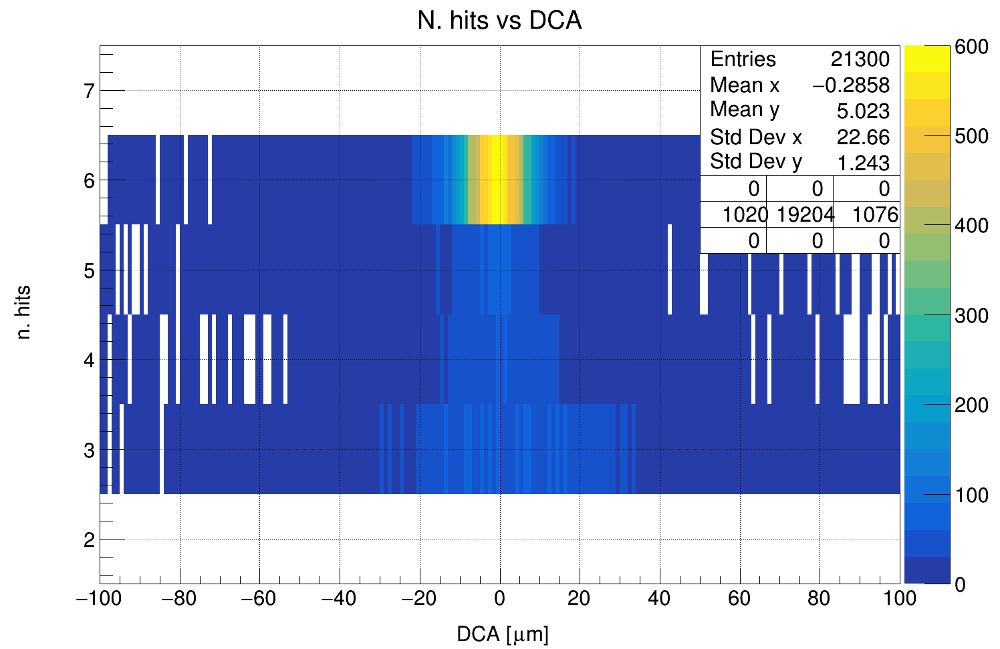 N. hits vs DCA
Entries 21300
Mean x −0.2858
Mean y 5.023
Std Dev x 22.66
Std Dev y 1.243
0 0 0
1020 19204 1076
0 0 0
600
500
400
300
200
100
0
7
6
5
4
3
2
n. hits
−100 −80 −60 −40 −20 0 20 40 60 80 100
DCA [μm]